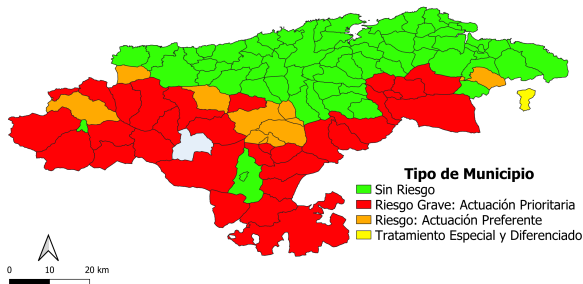 Tipo de Municipio
Sin Riesgo
Riesgo Grave: Actuación Prioritaria
Riesgo: Actuación Preferente
Tratamiento Especial y Diferenciado
0 10 20 km